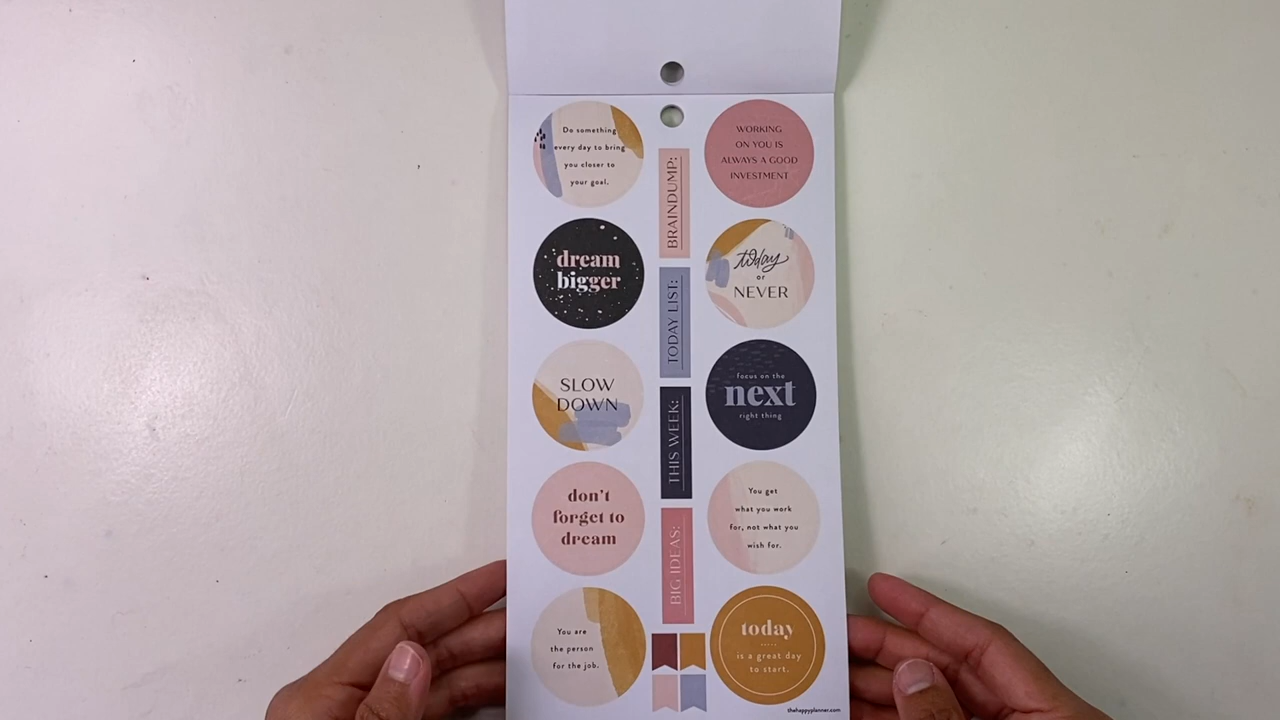 Do something
every day to bring
you closer to
your goal.
WORKING
ON YOU IS
ALWAYS A GOOD
INVESTMENT
BRAINDUMP:
dream
bigger
today
or
NEVER
TODAY LIST:
SLOW
DOWN
focus on the
next
right thing
THIS WEEK:
don't
forget to
dream
You get
what you work
for, not what you
wish for.
BIG IDEAS:
You are
the person
for the job.
today
is a great day
to start.
thehappyplanner.com